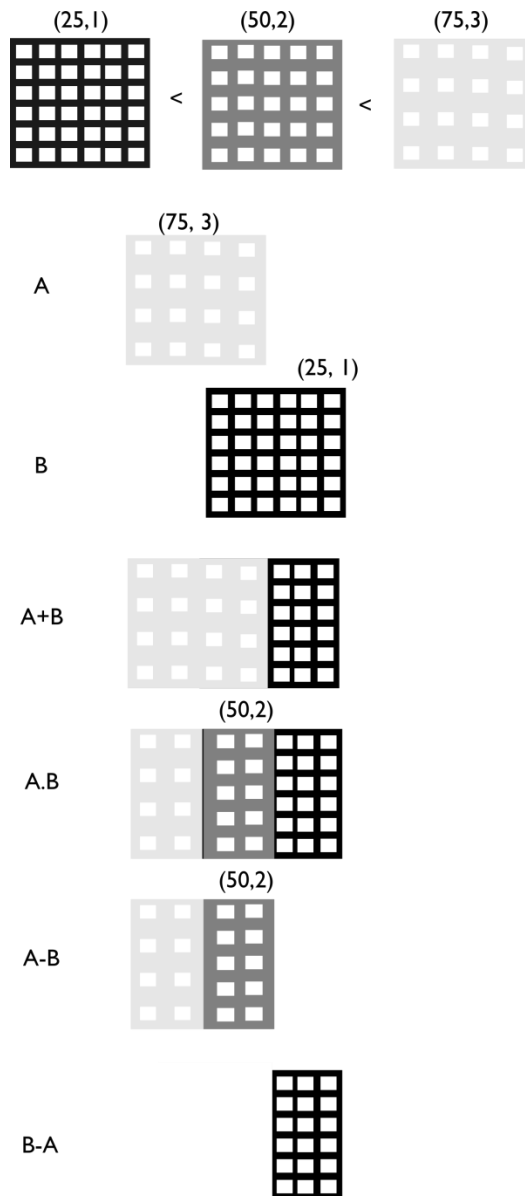 (25,1) (50,2) (75,3)
< <
(75, 3)
A
(25, 1)
B
A+B
(50,2)
A.B
(50,2)
A-B
B-A